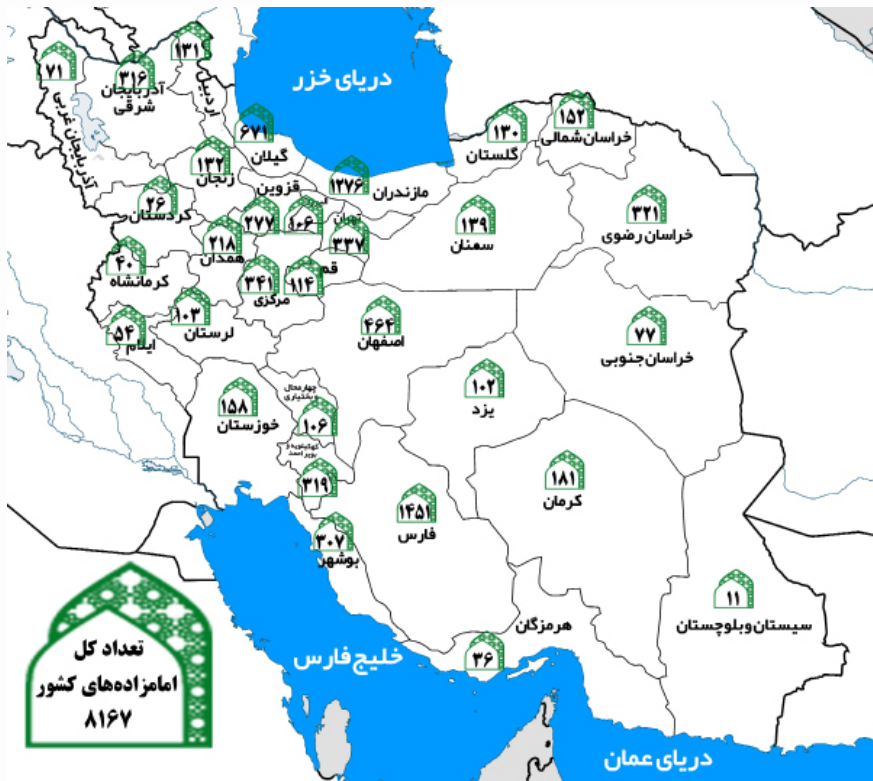 ۱۳۱
اردبیل
۷۱
آذربایجان غربی
۳۱۶
آذربایجان
شرقی
دریای خزر
۶۷۱
گیلان
۱۳۰
گلستان
۱۵۲
خراسان شمالی
۱۳۲
زنجان
قزوین
۱۲۷۶
مازندران
۲۶
کردستان
۲۷۷
۱۰۶
تهران
۳۳۷
۱۳۹
سمنان
۳۲۱
خراسان رضوی
۲۱۸
همدان
۴۰
کرمانشاه
۳۴۱
مرکزی
قم
۱۱۴
۱۰۳
لرستان
۵۴
ایلام
۴۶۴
اصفهان
۷۷
خراسان جنوبی
۱۵۸
خوزستان
چهارمحال
و بختیاری
۱۰۶
۱۰۲
یزد
کهگیلویه و
بویر احمد
۳۱۹
۱۴۵۱
فارس
۱۸۱
کرمان
۳۰۷
بوشهر
۱۱
سیستان و بلوچستان
هرمزگان
۳۶
خلیج فارس
دریای عمان
تعداد کل
امامزاده‌های کشور
۸۱۶۷